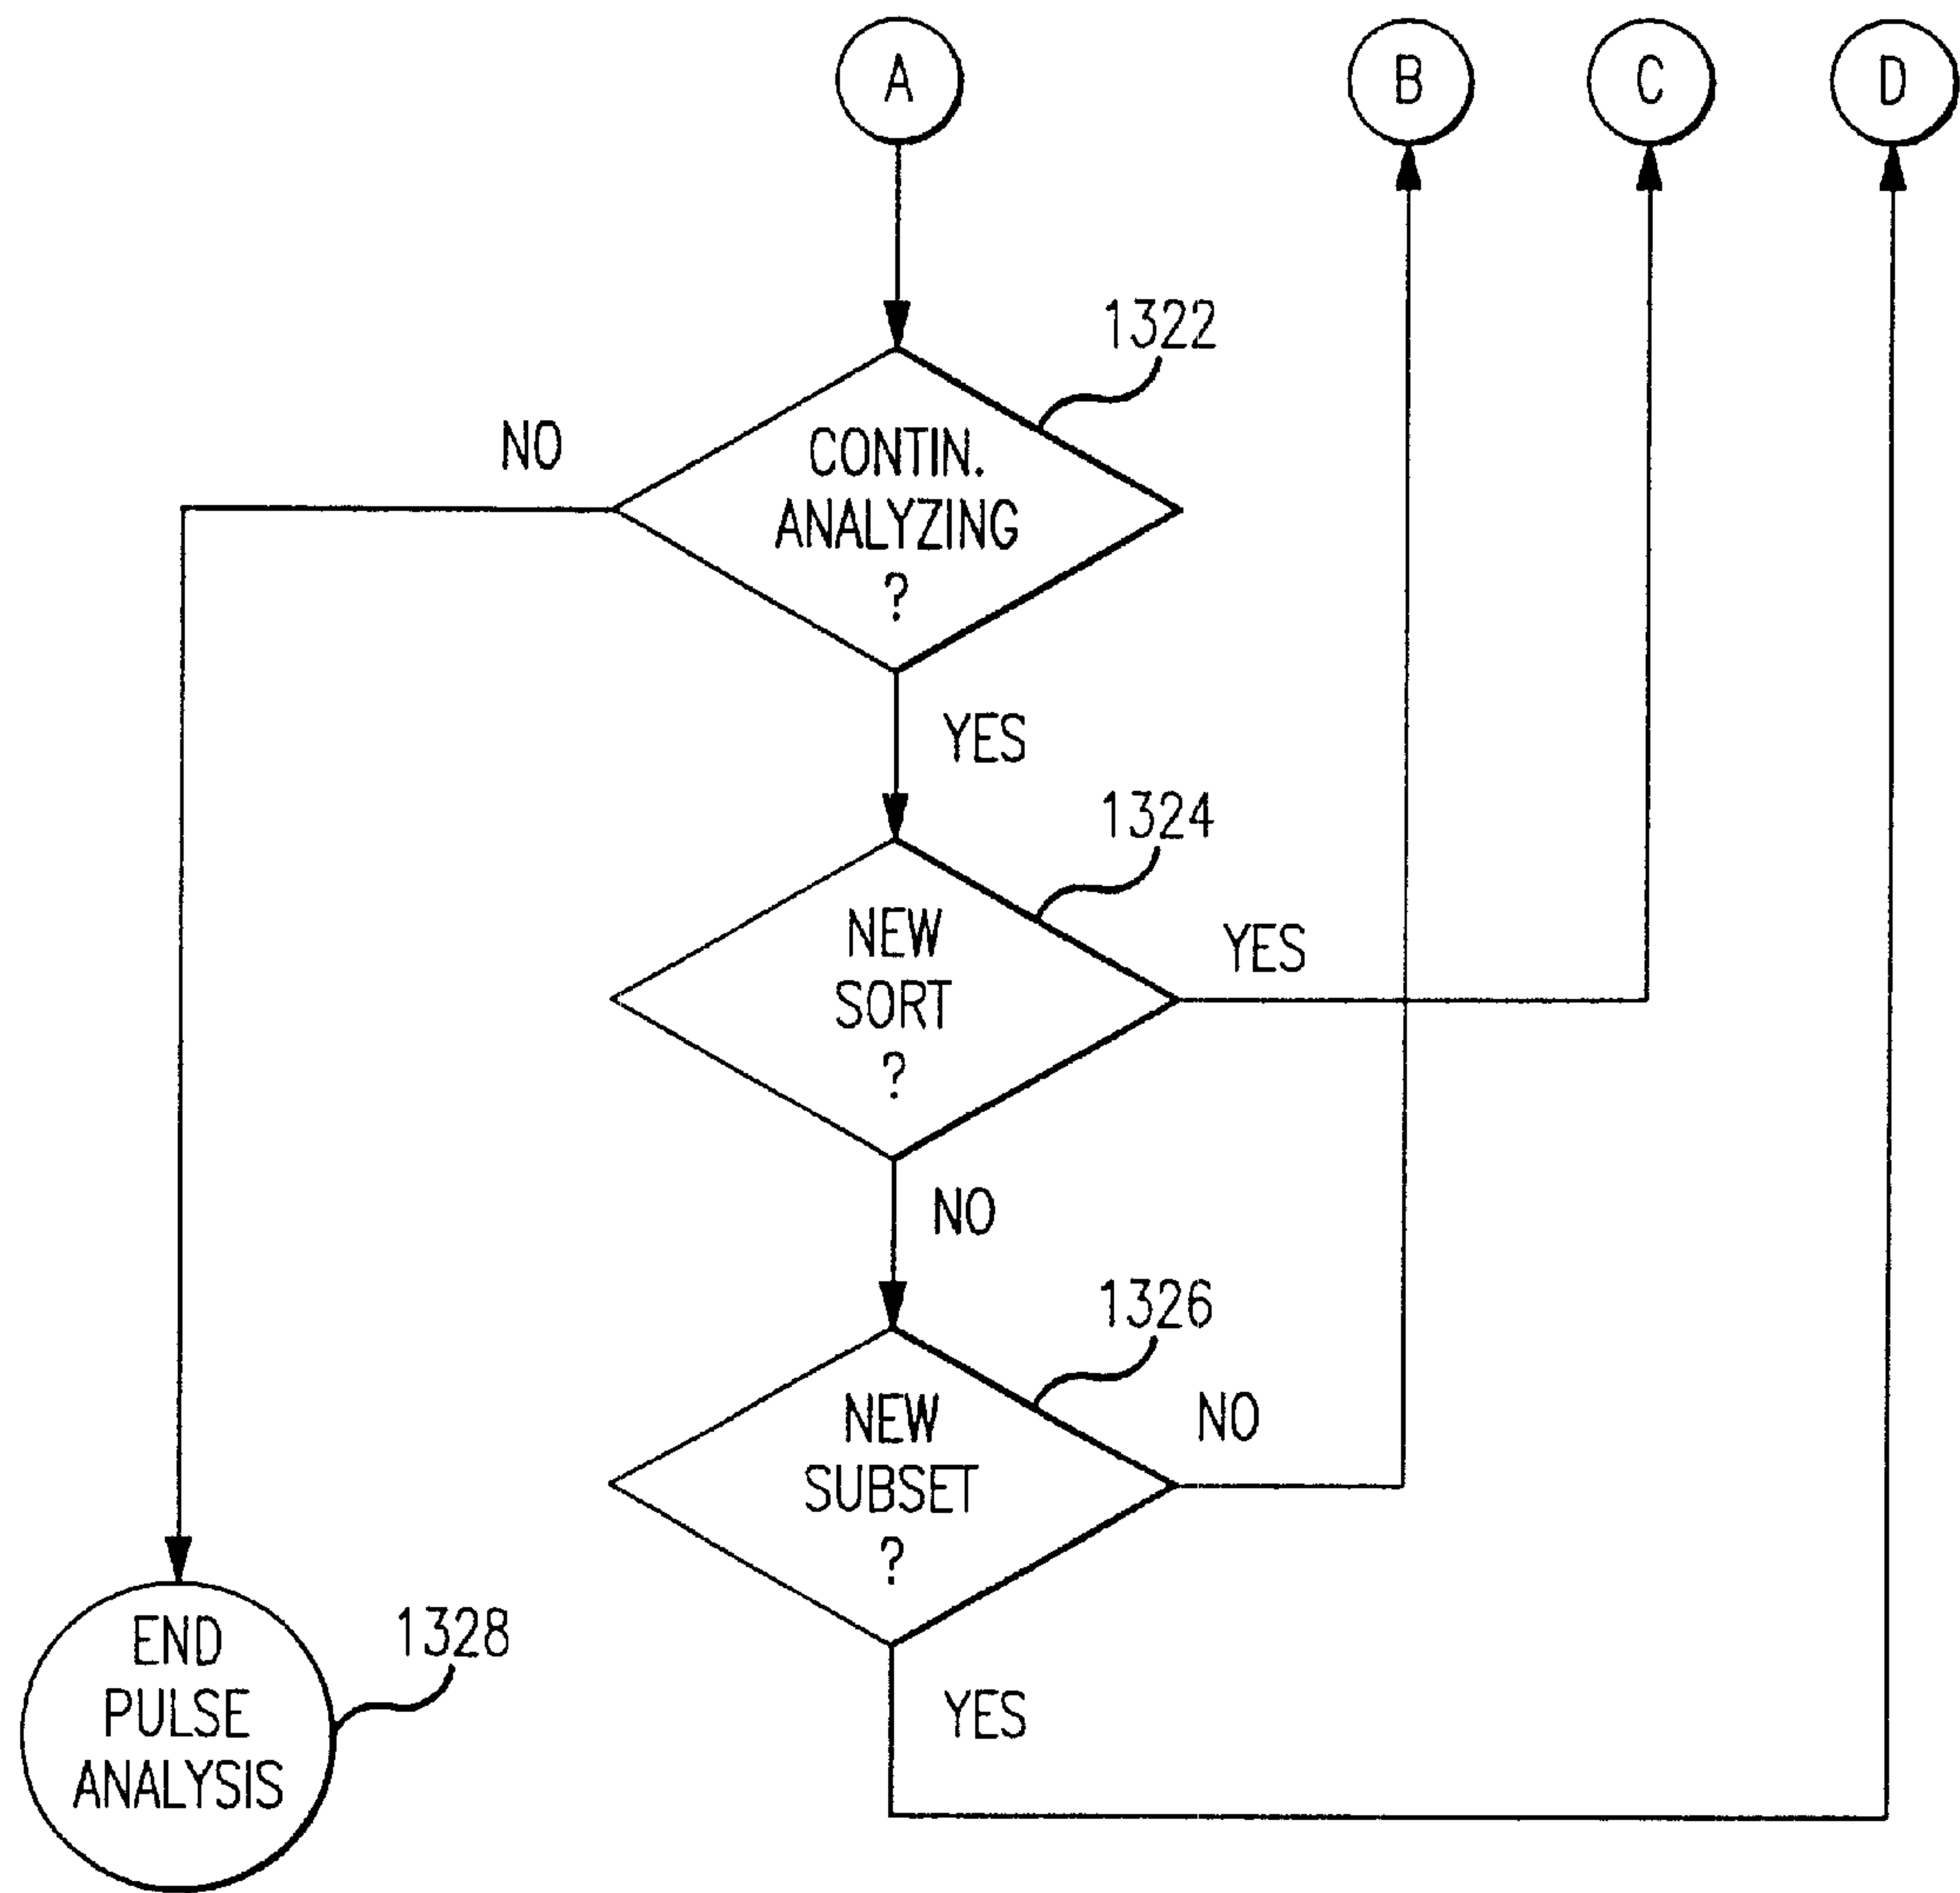 A
B
C
D
1322
NO
CONTIN.
ANALYZING
?
YES
1324
NEW
SORT
?
YES
NO
1326
NEW
SUBSET
?
NO
YES
END
PULSE
ANALYSIS
1328